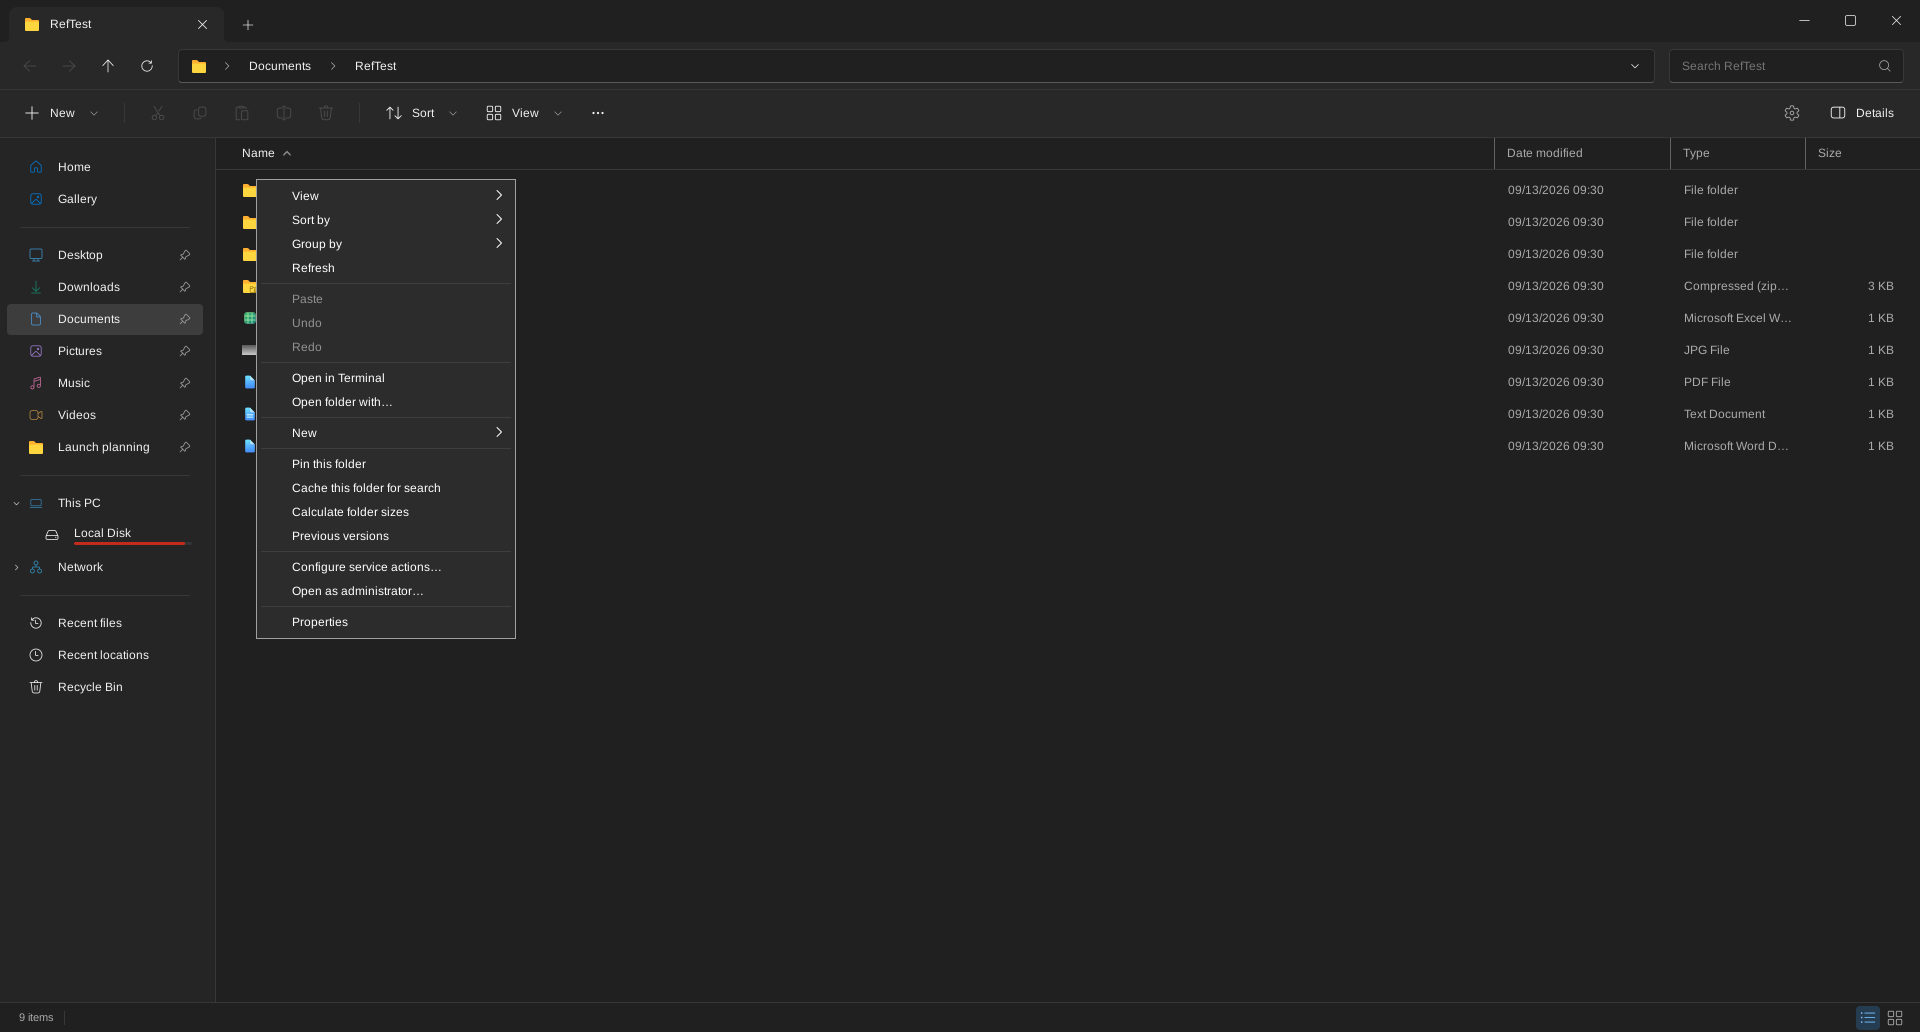 RefTest
Documents
RefTest
Search RefTest
New
Sort
View
Details
Name
Date modified
Type
Size
Home
Gallery
Desktop
Downloads
Documents
Pictures
Music
Videos
Launch planning
This PC
Local Disk
Network
Recent files
Recent locations
Recycle Bin
View
Sort by
Group by
Refresh
Paste
Undo
Redo
Open in Terminal
Open folder with…
New
Pin this folder
Cache this folder for search
Calculate folder sizes
Previous versions
Configure service actions…
Open as administrator…
Properties
09/13/2026 09:30 File folder
09/13/2026 09:30 File folder
09/13/2026 09:30 File folder
09/13/2026 09:30 Compressed (zip… 3 KB
09/13/2026 09:30 Microsoft Excel W… 1 KB
09/13/2026 09:30 JPG File 1 KB
09/13/2026 09:30 PDF File 1 KB
09/13/2026 09:30 Text Document 1 KB
09/13/2026 09:30 Microsoft Word D… 1 KB
9 items